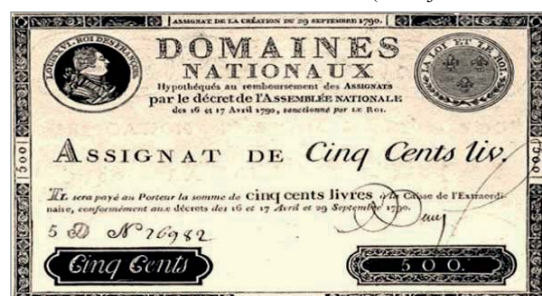 ASSIGNAT DE LA CRÉATION DU 29 SEPTEMBRE 1790.
LOUIS XVI. ROI DES FRANÇOIS
LA LOI ET LE ROI.
DOMAINES
NATIONAUX
Hypothéqués au remboursement des ASSIGNATS
par le décret de l'ASSEMBLÉE NATIONALE
des 16 et 17 Avril 1790, sanctionné par LE ROI.
500
500
ASSIGNAT DE Cinq Cents liv.
IL sera payé au Porteur la somme de cinq cents livres à la Caisse de l'Extraordi-
naire, conformément aux décrets des 16 et 17 Avril et 29 Septembre 1790.
5 D N° 26982
Cinq Cents
500.